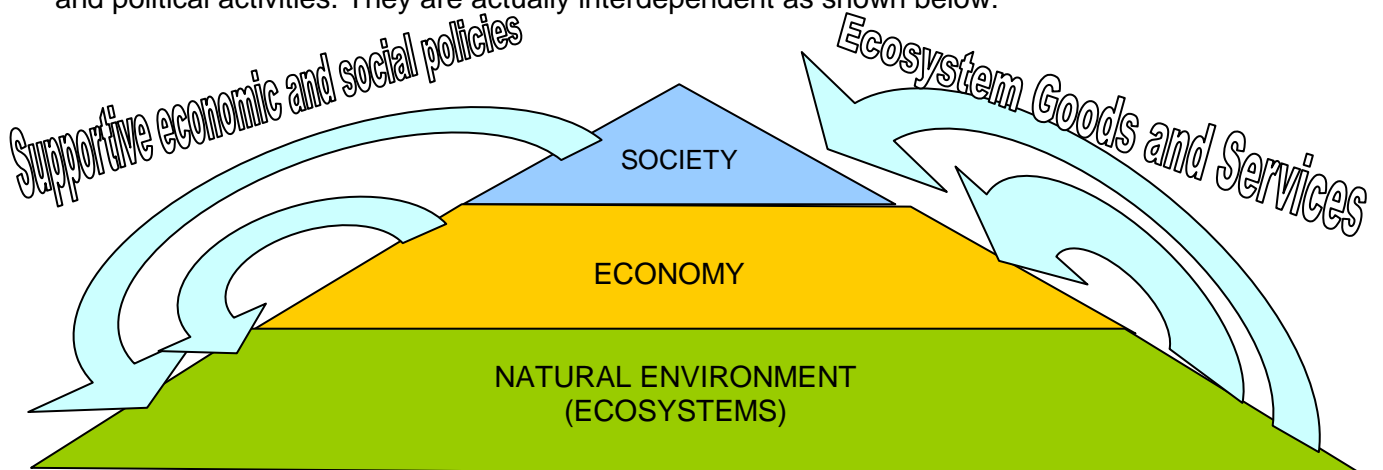 and political activities. They are actually interdependent as shown below.
Supportive economic and social policies
Ecosystem Goods and Services
SOCIETY
ECONOMY
NATURAL ENVIRONMENT
(ECOSYSTEMS)